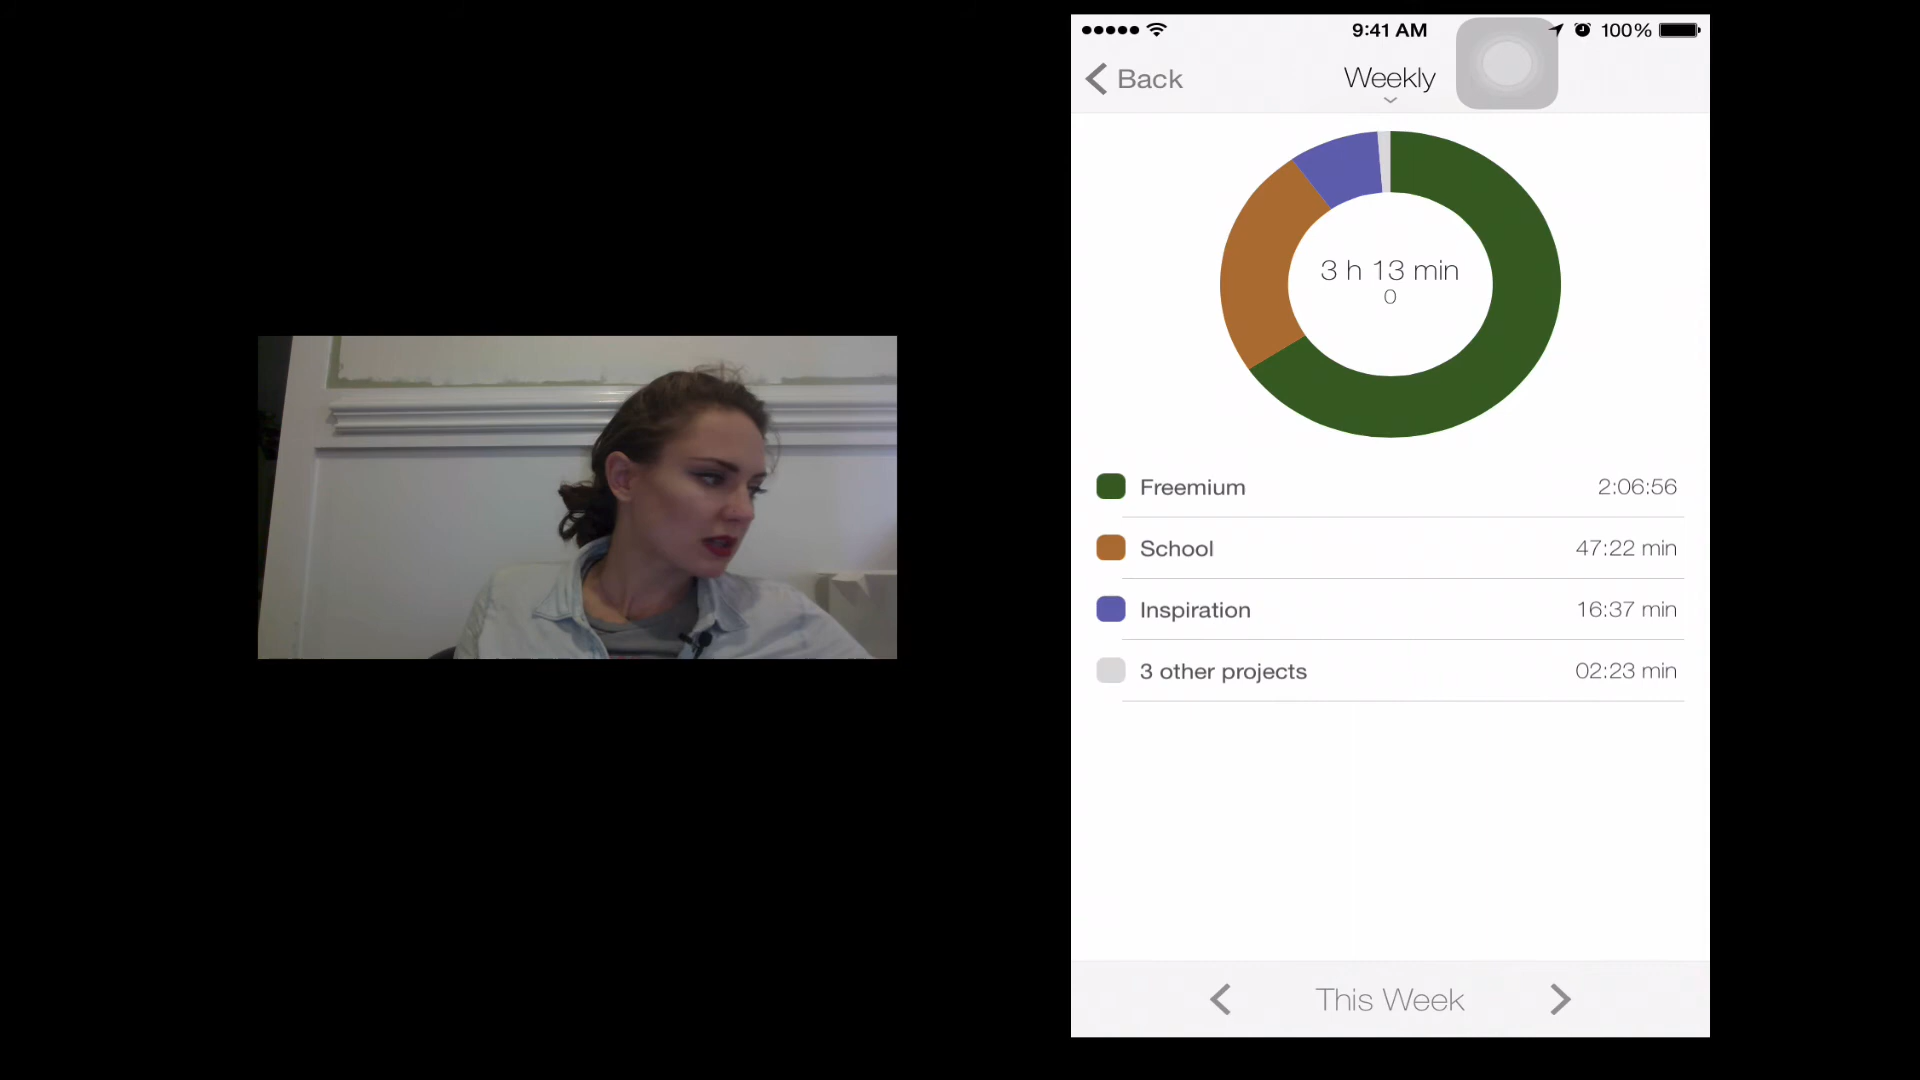 9:41 AM
100%
Back
Weekly
3 h 13 min
0
Freemium 2:06:56
School 47:22 min
Inspiration 16:37 min
3 other projects 02:23 min
This Week